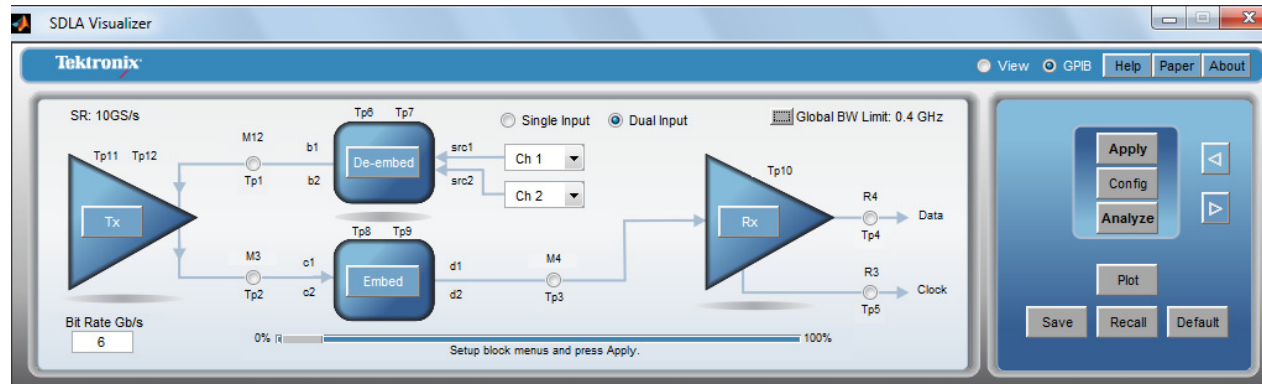 SDLA Visualizer
Tektronix
View GPIB Help Paper About
SR: 10GS/s
Tp6 Tp7
Single Input Dual Input
Global BW Limit: 0.4 GHz
M12
b1
src1
Ch 1
Apply
Tp11 Tp12
De-embed
Tp10
Tp1
b2
src2
Config
Ch 2
R4
Tx
Rx
Data
Analyze
Tp8 Tp9
Tp4
M3
c1
d1
M4
R3
Embed
Plot
Tp2
c2
d2
Tp3
Clock
Tp5
Bit Rate Gb/s
Save Recall Default
6
0%
100%
Setup block menus and press Apply.